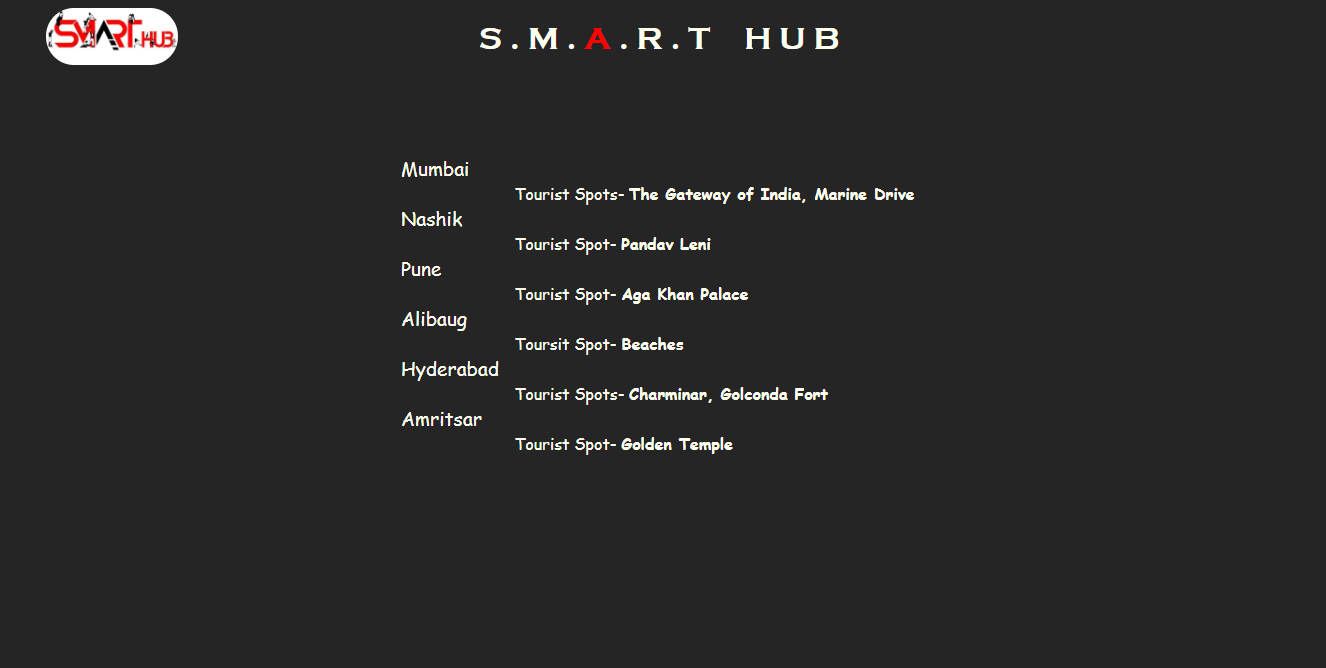 SMART HUB
S.M.A.R.T HUB
Mumbai
Tourist Spots- The Gateway of India, Marine Drive
Nashik
Tourist Spot- Pandav Leni
Pune
Tourist Spot- Aga Khan Palace
Alibaug
Toursit Spot- Beaches
Hyderabad
Tourist Spots- Charminar, Golconda Fort
Amritsar
Tourist Spot- Golden Temple